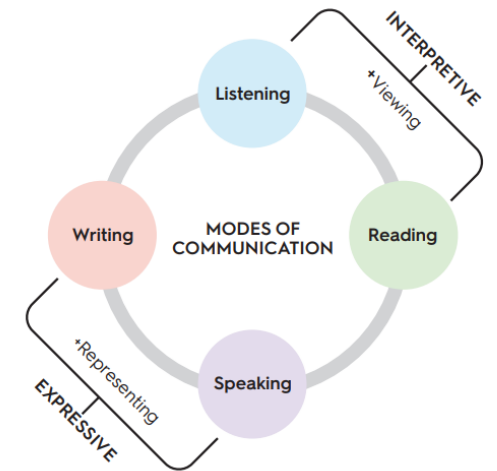 INTERPRETIVE
+Viewing
Listening
Writing
MODES OF
COMMUNICATION
Reading
+Representing
EXPRESSIVE
Speaking